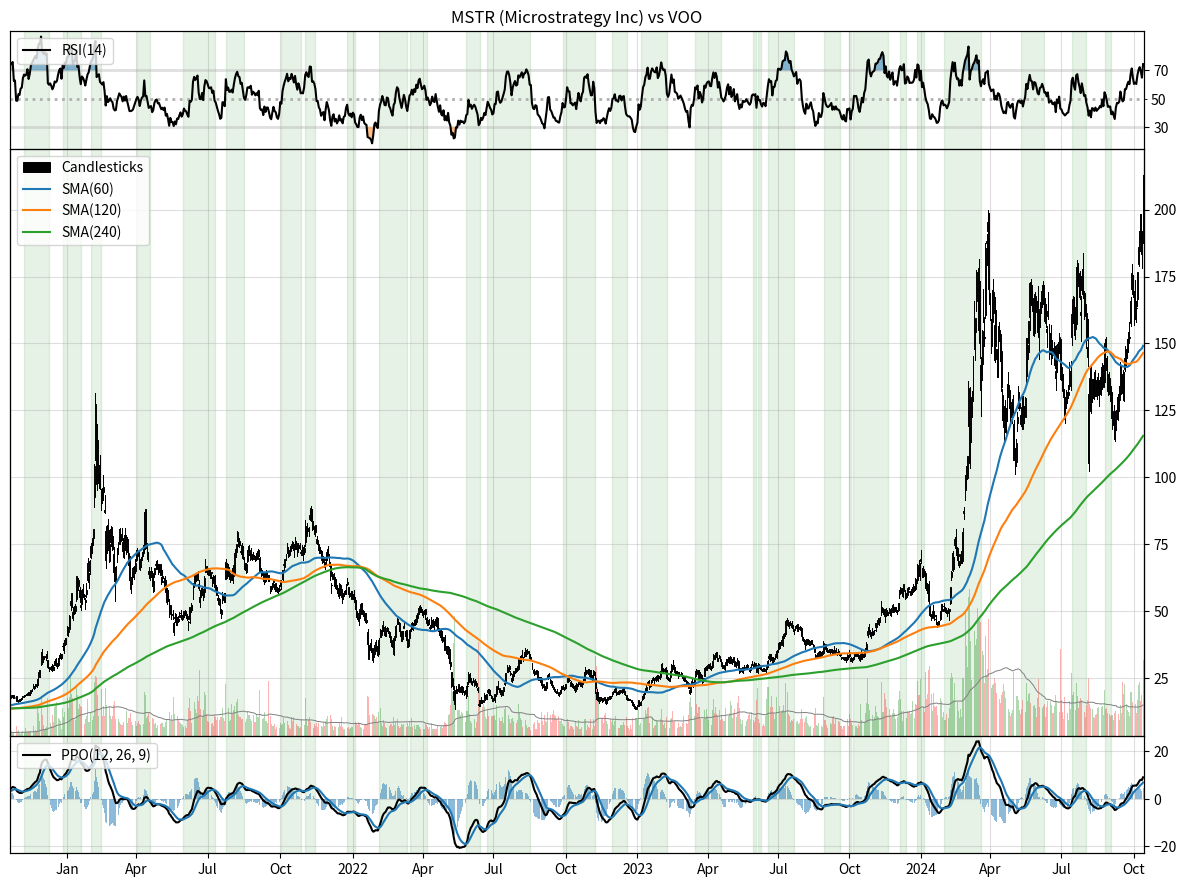 MSTR (Microstrategy Inc) vs VOO
RSI(14)
70
50
30
Candlesticks
SMA(60)
SMA(120)
SMA(240)
200
175
150
125
100
75
50
25
PPO(12, 26, 9)
20
0
−20
Jan Apr Jul Oct 2022 Apr Jul Oct 2023 Apr Jul Oct 2024 Apr Jul Oct